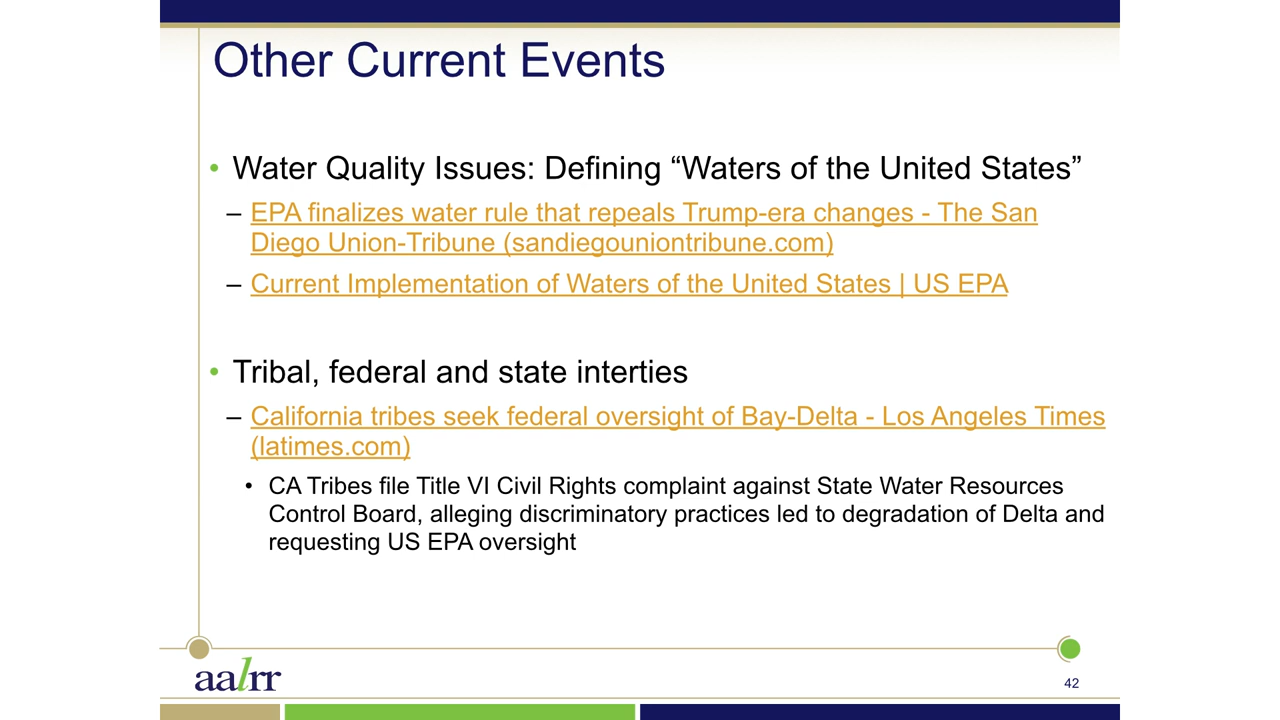 Other Current Events
• Water Quality Issues: Defining “Waters of the United States”
– EPA finalizes water rule that repeals Trump-era changes - The San
Diego Union-Tribune (sandiegouniontribune.com)
– Current Implementation of Waters of the United States | US EPA
• Tribal, federal and state interties
– California tribes seek federal oversight of Bay-Delta - Los Angeles Times
(latimes.com)
• CA Tribes file Title VI Civil Rights complaint against State Water Resources
Control Board, alleging discriminatory practices led to degradation of Delta and
requesting US EPA oversight
aalrr
42